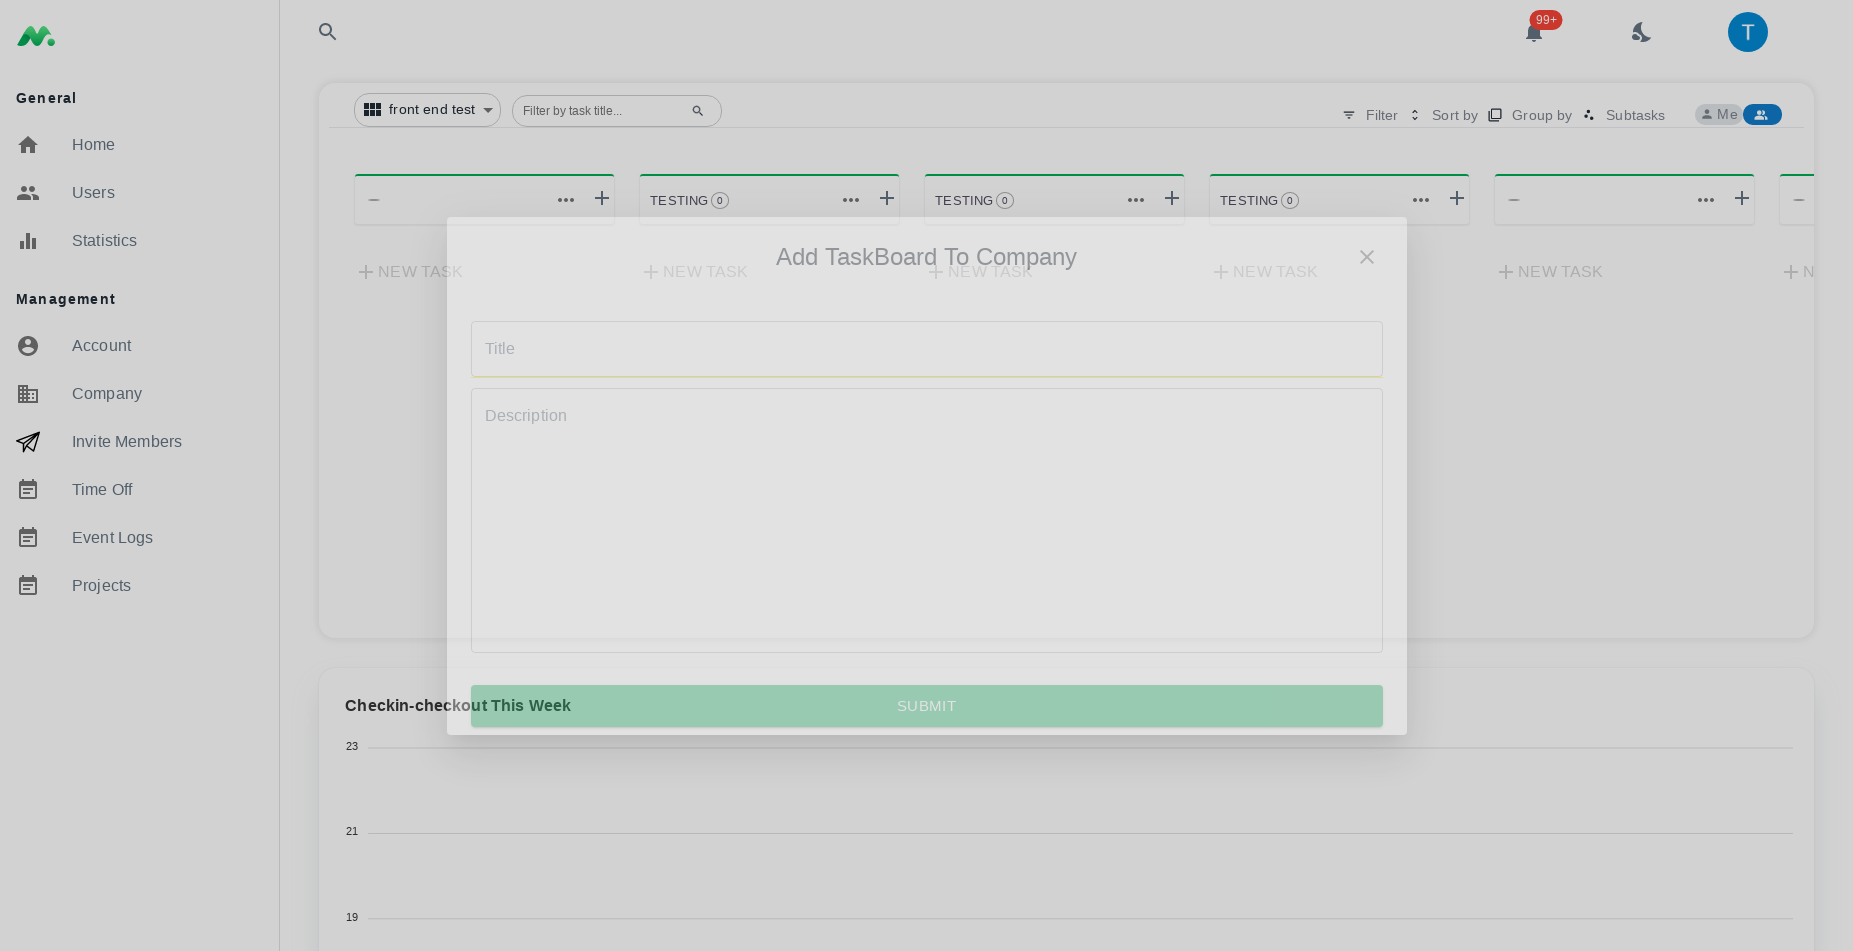 99+
T
General
Home
Users
Statistics
Management
Account
Company
Invite Members
Time Off
Event Logs
Projects
front end test
Filter by task title...
Filter
Sort by
Group by
Subtasks
Me
TESTING 0
TESTING 0
TESTING 0
NEW TASK
NEW TASK
NEW TASK
NEW TASK
NEW TASK
N
Add TaskBoard To Company
Title
Description
SUBMIT
Checkin-checkout This Week
23
21
19